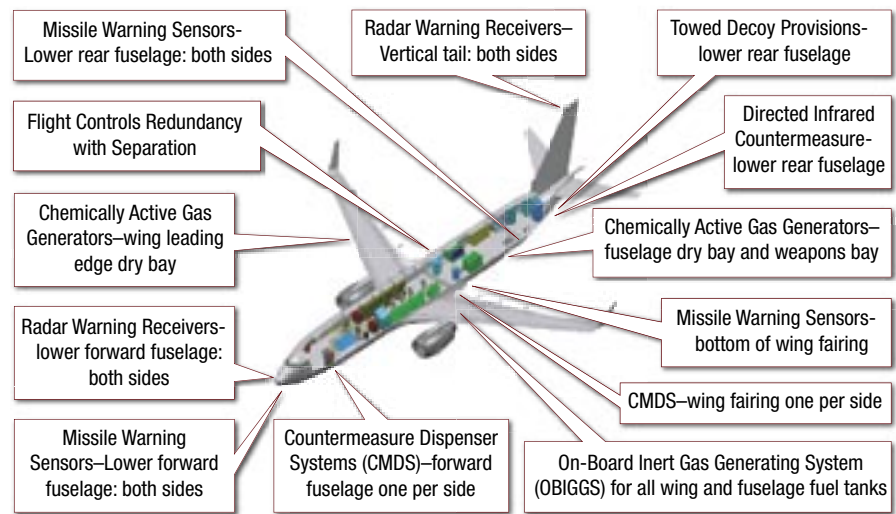 Missile Warning Sensors-
Lower rear fuselage: both sides
Radar Warning Receivers–
Vertical tail: both sides
Towed Decoy Provisions-
lower rear fuselage
Flight Controls Redundancy
with Separation
Directed Infrared
Countermeasure-
lower rear fuselage
Chemically Active Gas
Generators–wing leading
edge dry bay
Chemically Active Gas Generators–
fuselage dry bay and weapons bay
Radar Warning Receivers-
lower forward fuselage:
both sides
Missile Warning Sensors-
bottom of wing fairing
CMDS–wing fairing one per side
Missile Warning
Sensors–Lower forward
fuselage: both sides
Countermeasure Dispenser
Systems (CMDS)–forward
fuselage one per side
On-Board Inert Gas Generating System
(OBIGGS) for all wing and fuselage fuel tanks